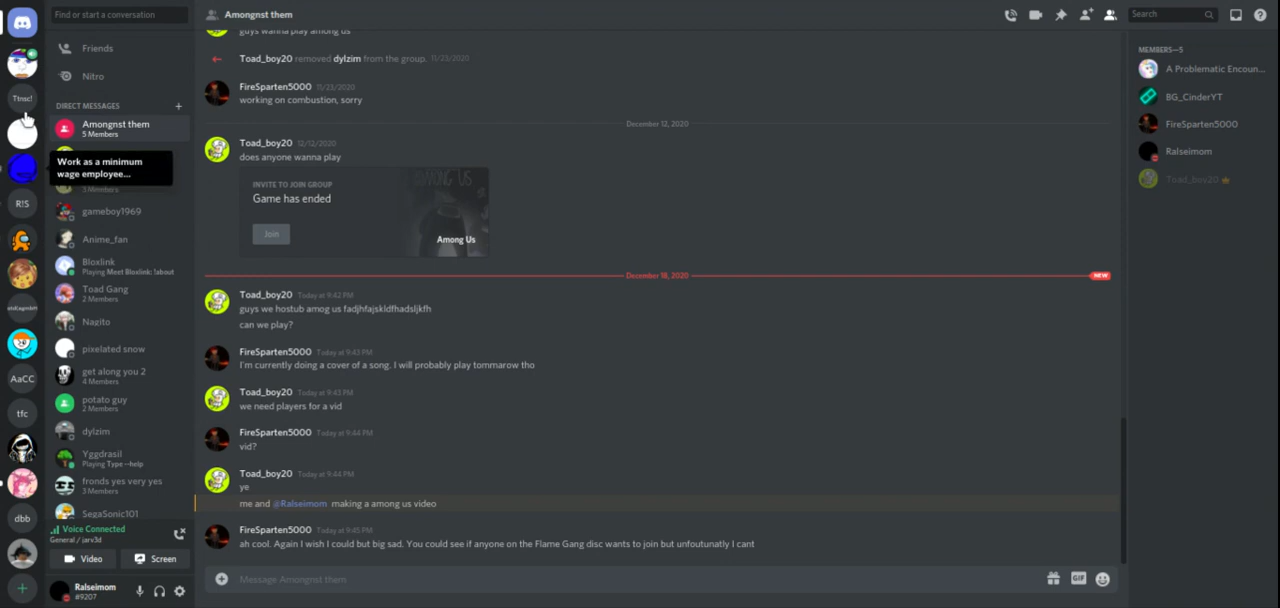 Find or start a conversation
Amongnst them
Search
Friends
Nitro
DIRECT MESSAGES
Amongnst them
5 Members
Work as a minimum
wage employee...
3 Members
gameboy1969
Anime_fan
Bloxlink
Playing Meet Bloxlink: !about
Toad Gang
2 Members
Nagito
pixelated snow
get along you 2
4 Members
potato guy
2 Members
dylzim
Yggdrasil
Playing Type --help
fronds yes very yes
3 Members
SegaSonic101
Voice Connected
General / jarv3d
Video
Screen
Ralseimom
#9207
Ttnsc!
R!S
AaCC
tfc
dbb
guys wanna play among us
Toad_boy20 removed dylzim from the group. 11/23/2020
FireSparten5000 11/23/2020
working on combustion, sorry
December 12, 2020
Toad_boy20 12/12/2020
does anyone wanna play
INVITE TO JOIN GROUP
Game has ended
Join
AMONG US
Among Us
December 18, 2020
NEW
Toad_boy20 Today at 9:42 PM
guys we hostub amog us fadjhfajskldfhadsljkfh
can we play?
FireSparten5000 Today at 9:43 PM
I'm currently doing a cover of a song. I will probably play tommarow tho
Toad_boy20 Today at 9:43 PM
we need players for a vid
FireSparten5000 Today at 9:44 PM
vid?
Toad_boy20 Today at 9:44 PM
ye
me and @Ralseimom making a among us video
FireSparten5000 Today at 9:45 PM
ah cool. Again I wish I could but big sad. You could see if anyone on the Flame Gang disc wants to join but unfoutunatly I cant
Message Amongnst them
GIF
MEMBERS—5
A Problematic Encoun...
BG_CinderYT
FireSparten5000
Ralseimom
Toad_boy20